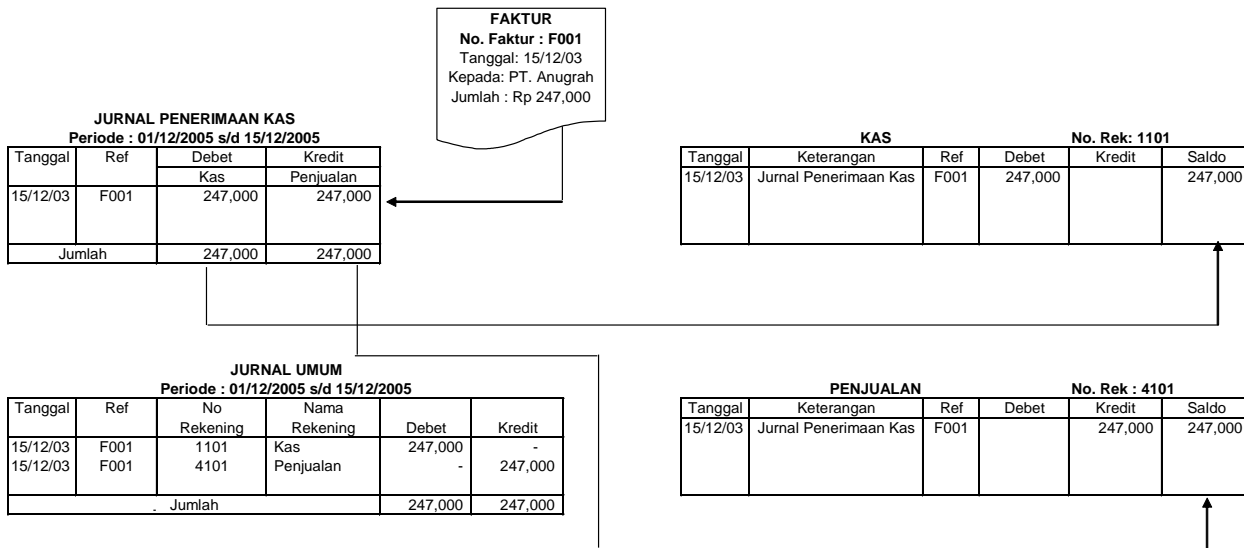 FAKTUR
No. Faktur : F001
Tanggal: 15/12/03
Kepada: PT. Anugrah
Jumlah : Rp 247,000
JURNAL PENERIMAAN KAS
Periode : 01/12/2005 s/d 15/12/2005
Tanggal Ref Debet Kredit
Kas Penjualan
15/12/03 F001 247,000 247,000
Jumlah 247,000 247,000
KAS No. Rek: 1101
Tanggal Keterangan Ref Debet Kredit Saldo
15/12/03 Jurnal Penerimaan Kas F001 247,000 247,000
JURNAL UMUM
Periode : 01/12/2005 s/d 15/12/2005
Tanggal Ref No Nama
Rekening Rekening Debet Kredit
15/12/03 F001 1101 Kas 247,000 -
15/12/03 F001 4101 Penjualan - 247,000
. Jumlah 247,000 247,000
PENJUALAN No. Rek : 4101
Tanggal Keterangan Ref Debet Kredit Saldo
15/12/03 Jurnal Penerimaan Kas F001 247,000 247,000